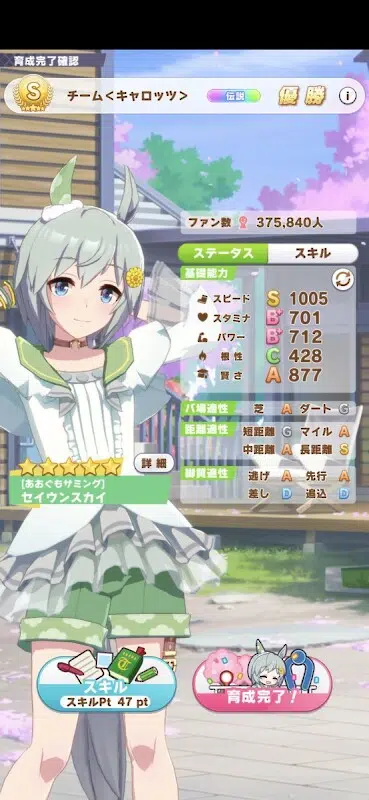 育成完了確認
S
チーム<キャロッツ>
伝説
優勝
i
ファン数 375,840人
ステータス スキル
基礎能力
スピード S 1005
スタミナ B+ 701
パワー B+ 712
根性 C 428
賢さ A 877
バ場適性 芝 A ダート G
距離適性 短距離 G マイル A
中距離 A 長距離 S
脚質適性 逃げ A 先行 A
差し D 追込 D
詳細
[あおぐもサミング]
セイウンスカイ
スキル
スキルPt 47 pt
育成完了!